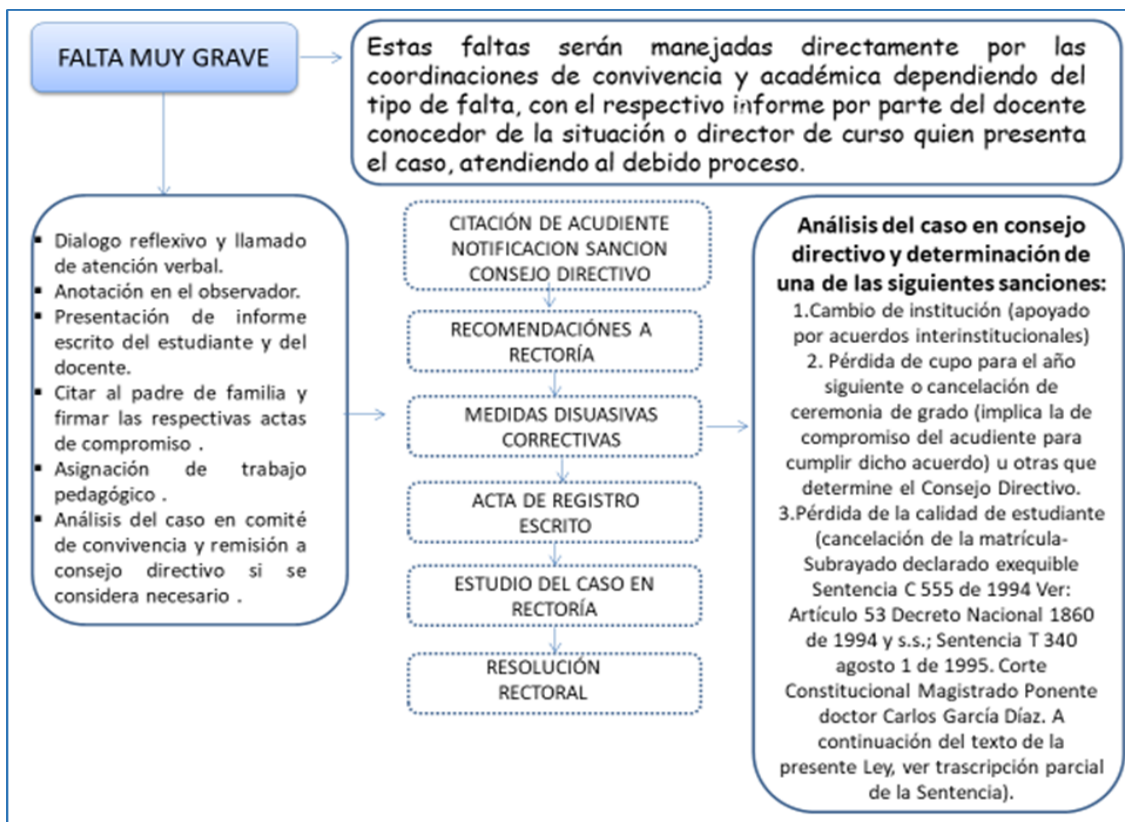 FALTA MUY GRAVE
Estas faltas serán manejadas directamente por las
coordinaciones de convivencia y académica dependiendo del
tipo de falta, con el respectivo informe por parte del docente
conocedor de la situación o director de curso quien presenta
el caso, atendiendo al debido proceso.
▪ Dialogo reflexivo y llamado
de atención verbal.
▪ Anotación en el observador.
▪ Presentación de informe
escrito del estudiante y del
docente.
▪ Citar al padre de familia y
firmar las respectivas actas
de compromiso .
▪ Asignación de trabajo
pedagógico .
▪ Análisis del caso en comité
de convivencia y remisión a
consejo directivo si se
considera necesario .
CITACIÓN DE ACUDIENTE
NOTIFICACION SANCION
CONSEJO DIRECTIVO
RECOMENDACIÓNES A
RECTORÍA
MEDIDAS DISUASIVAS
CORRECTIVAS
ACTA DE REGISTRO
ESCRITO
ESTUDIO DEL CASO EN
RECTORÍA
RESOLUCIÓN
RECTORAL
Análisis del caso en consejo
directivo y determinación de
una de las siguientes sanciones:
1.Cambio de institución (apoyado
por acuerdos interinstitucionales)
2. Pérdida de cupo para el año
siguiente o cancelación de
ceremonia de grado (implica la de
compromiso del acudiente para
cumplir dicho acuerdo) u otras que
determine el Consejo Directivo.
3.Pérdida de la calidad de estudiante
(cancelación de la matrícula-
Subrayado declarado exequible
Sentencia C 555 de 1994 Ver:
Artículo 53 Decreto Nacional 1860
de 1994 y s.s.; Sentencia T 340
agosto 1 de 1995. Corte
Constitucional Magistrado Ponente
doctor Carlos García Díaz. A
continuación del texto de la
presente Ley, ver trascripción parcial
de la Sentencia).